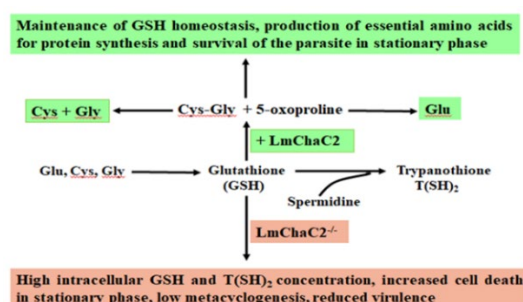 Maintenance of GSH homeostasis, production of essential amino acids
for protein synthesis and survival of the parasite in stationary phase
Cys + Gly
Cys-Gly + 5-oxoproline
Glu
+ LmChaC2
Glu, Cys, Gly
Glutathione
(GSH)
Trypanothione
T(SH)₂
Spermidine
LmChaC2⁻/⁻
High intracellular GSH and T(SH)₂ concentration, increased cell death
in stationary phase, low metacyclogenesis, reduced virulence